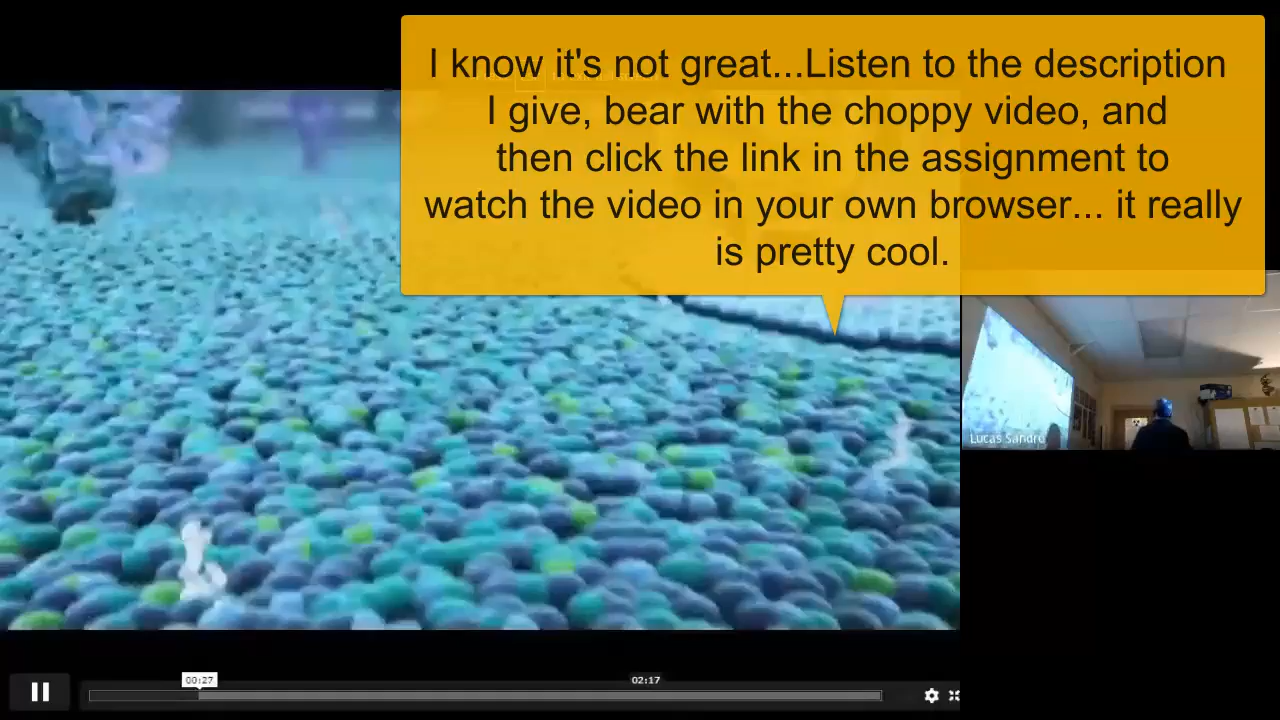 I know it's not great...Listen to the description
I give, bear with the choppy video, and
then click the link in the assignment to
watch the video in your own browser... it really
is pretty cool.
Lucas Sandro
00:27
02:17